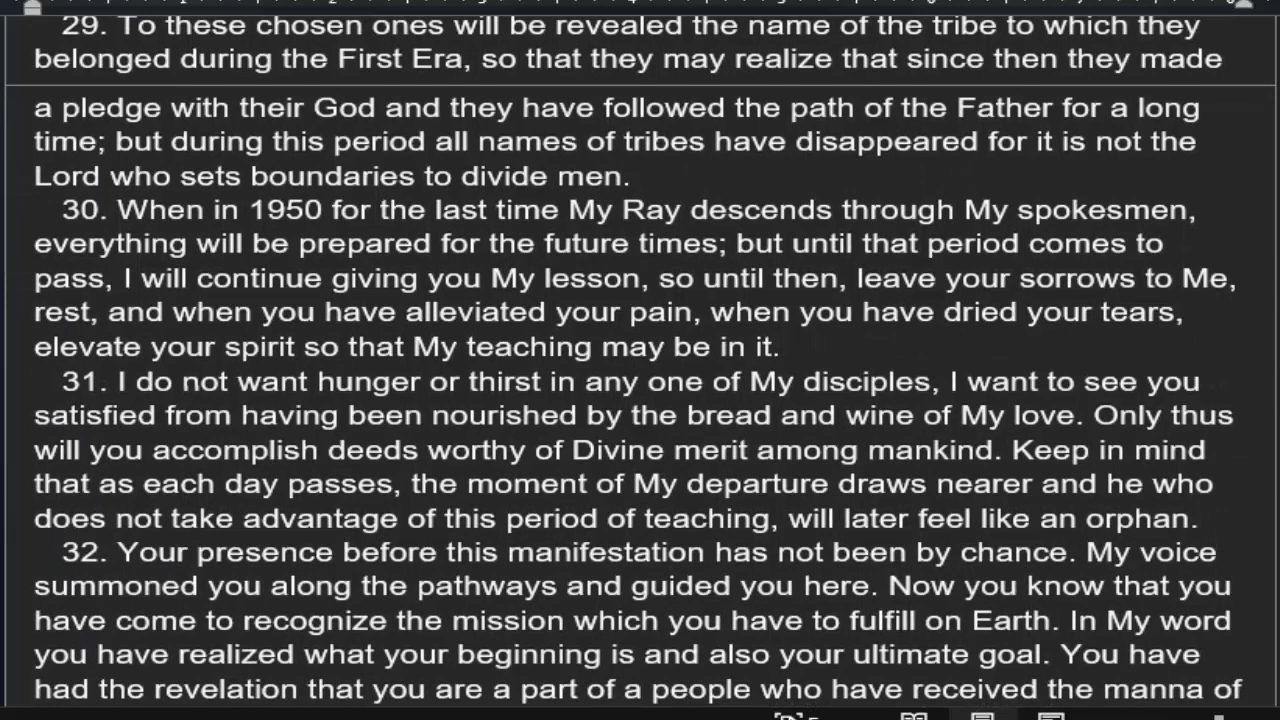 29. To these chosen ones will be revealed the name of the tribe to which they
belonged during the First Era, so that they may realize that since then they made
a pledge with their God and they have followed the path of the Father for a long
time; but during this period all names of tribes have disappeared for it is not the
Lord who sets boundaries to divide men.
30. When in 1950 for the last time My Ray descends through My spokesmen,
everything will be prepared for the future times; but until that period comes to
pass, I will continue giving you My lesson, so until then, leave your sorrows to Me,
rest, and when you have alleviated your pain, when you have dried your tears,
elevate your spirit so that My teaching may be in it.
31. I do not want hunger or thirst in any one of My disciples, I want to see you
satisfied from having been nourished by the bread and wine of My love. Only thus
will you accomplish deeds worthy of Divine merit among mankind. Keep in mind
that as each day passes, the moment of My departure draws nearer and he who
does not take advantage of this period of teaching, will later feel like an orphan.
32. Your presence before this manifestation has not been by chance. My voice
summoned you along the pathways and guided you here. Now you know that you
have come to recognize the mission which you have to fulfill on Earth. In My word
you have realized what your beginning is and also your ultimate goal. You have
had the revelation that you are a part of a people who have received the manna of